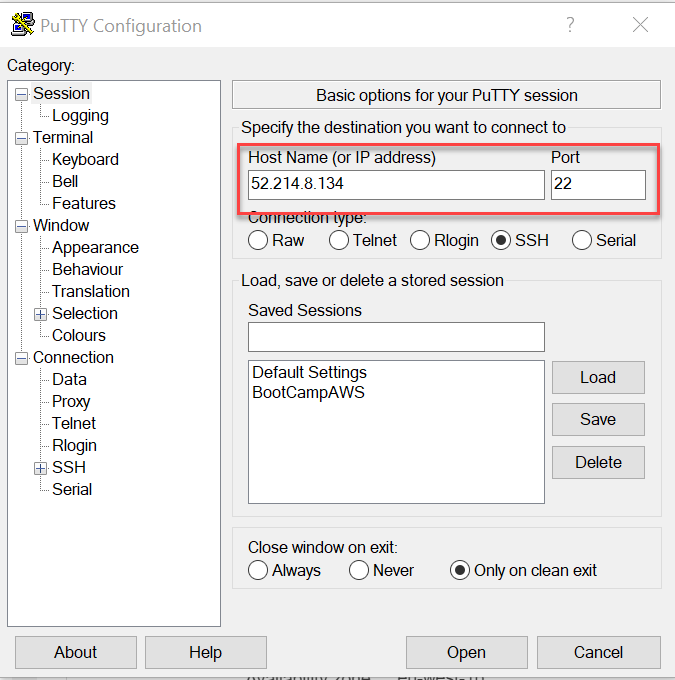 PuTTY Configuration
?
Category:
Session
Logging
Terminal
Keyboard
Bell
Features
Window
Appearance
Behaviour
Translation
Selection
Colours
Connection
Data
Proxy
Telnet
Rlogin
SSH
Serial
Basic options for your PuTTY session
Specify the destination you want to connect to
Host Name (or IP address) Port
52.214.8.134 22
Connection type:
Raw Telnet Rlogin SSH Serial
Load, save or delete a stored session
Saved Sessions
Default Settings
BootCampAWS
Load
Save
Delete
Close window on exit:
Always Never Only on clean exit
About Help Open Cancel